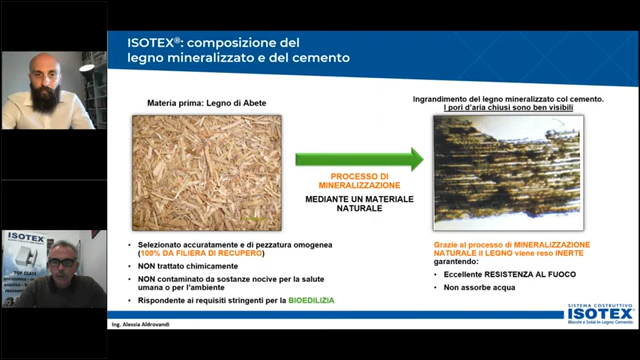 ISOTEX®: composizione del
legno mineralizzato e del cemento
Materia prima: Legno di Abete
Ingrandimento del legno mineralizzato col cemento.
I pori d'aria chiusi sono ben visibili
PROCESSO DI
MINERALIZZAZIONE
MEDIANTE UN MATERIALE
NATURALE
• Selezionato accuratamente e di pezzatura omogenea
(100% DA FILIERA DI RECUPERO)
• NON trattato chimicamente
• NON contaminato da sostanze nocive per la salute
umana o per l'ambiente
• Rispondente ai requisiti stringenti per la BIOEDILIZIA
Grazie al processo di MINERALIZZAZIONE
NATURALE il LEGNO viene reso INERTE
garantendo:
• Eccellente RESISTENZA AL FUOCO
• Non assorbe acqua
Ing. Alessia Aldrovandi
SISTEMA COSTRUTTIVO
ISOTEX®
Blocchi e Solai in Legno Cemento
ISOTEX